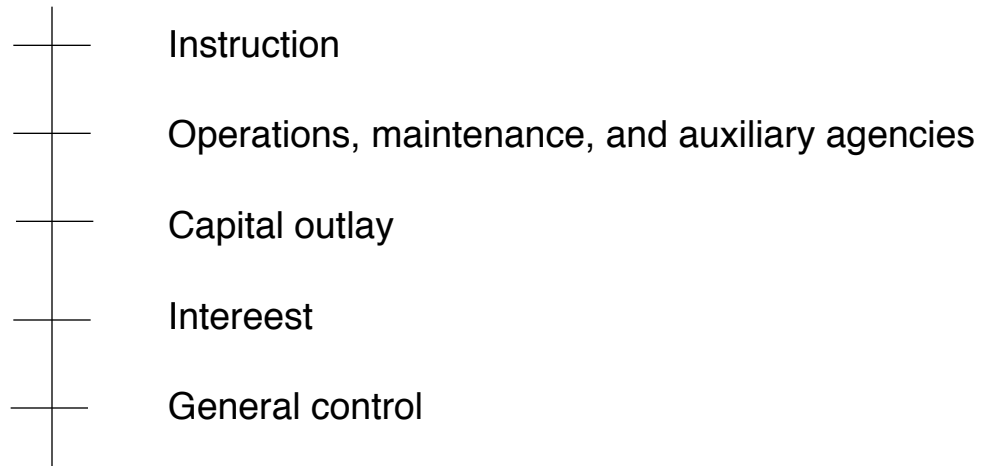 Instruction
Operations, maintenance, and auxiliary agencies
Capital outlay
Intereest
General control